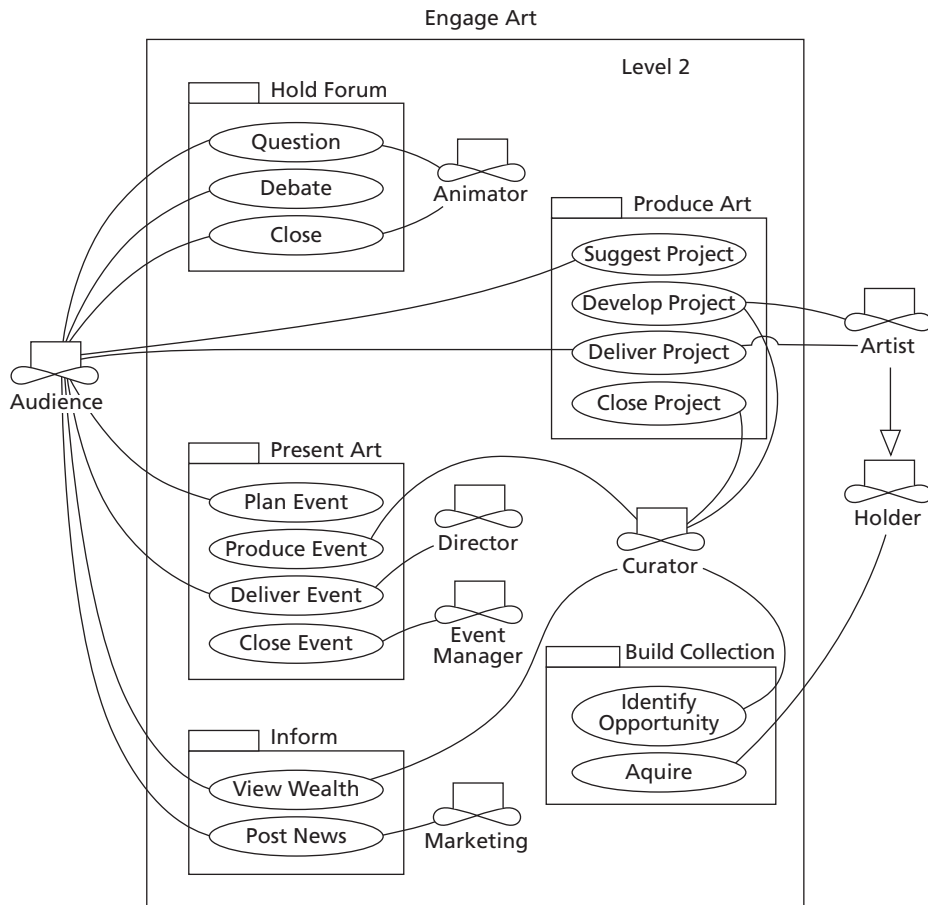 Engage Art
Level 2
Hold Forum
Question
Debate
Close
Animator
Produce Art
Suggest Project
Develop Project
Deliver Project
Close Project
Artist
Audience
Present Art
Plan Event
Produce Event
Deliver Event
Close Event
Director
Event
Manager
Curator
Holder
Build Collection
Identify
Opportunity
Aquire
Inform
View Wealth
Post News
Marketing